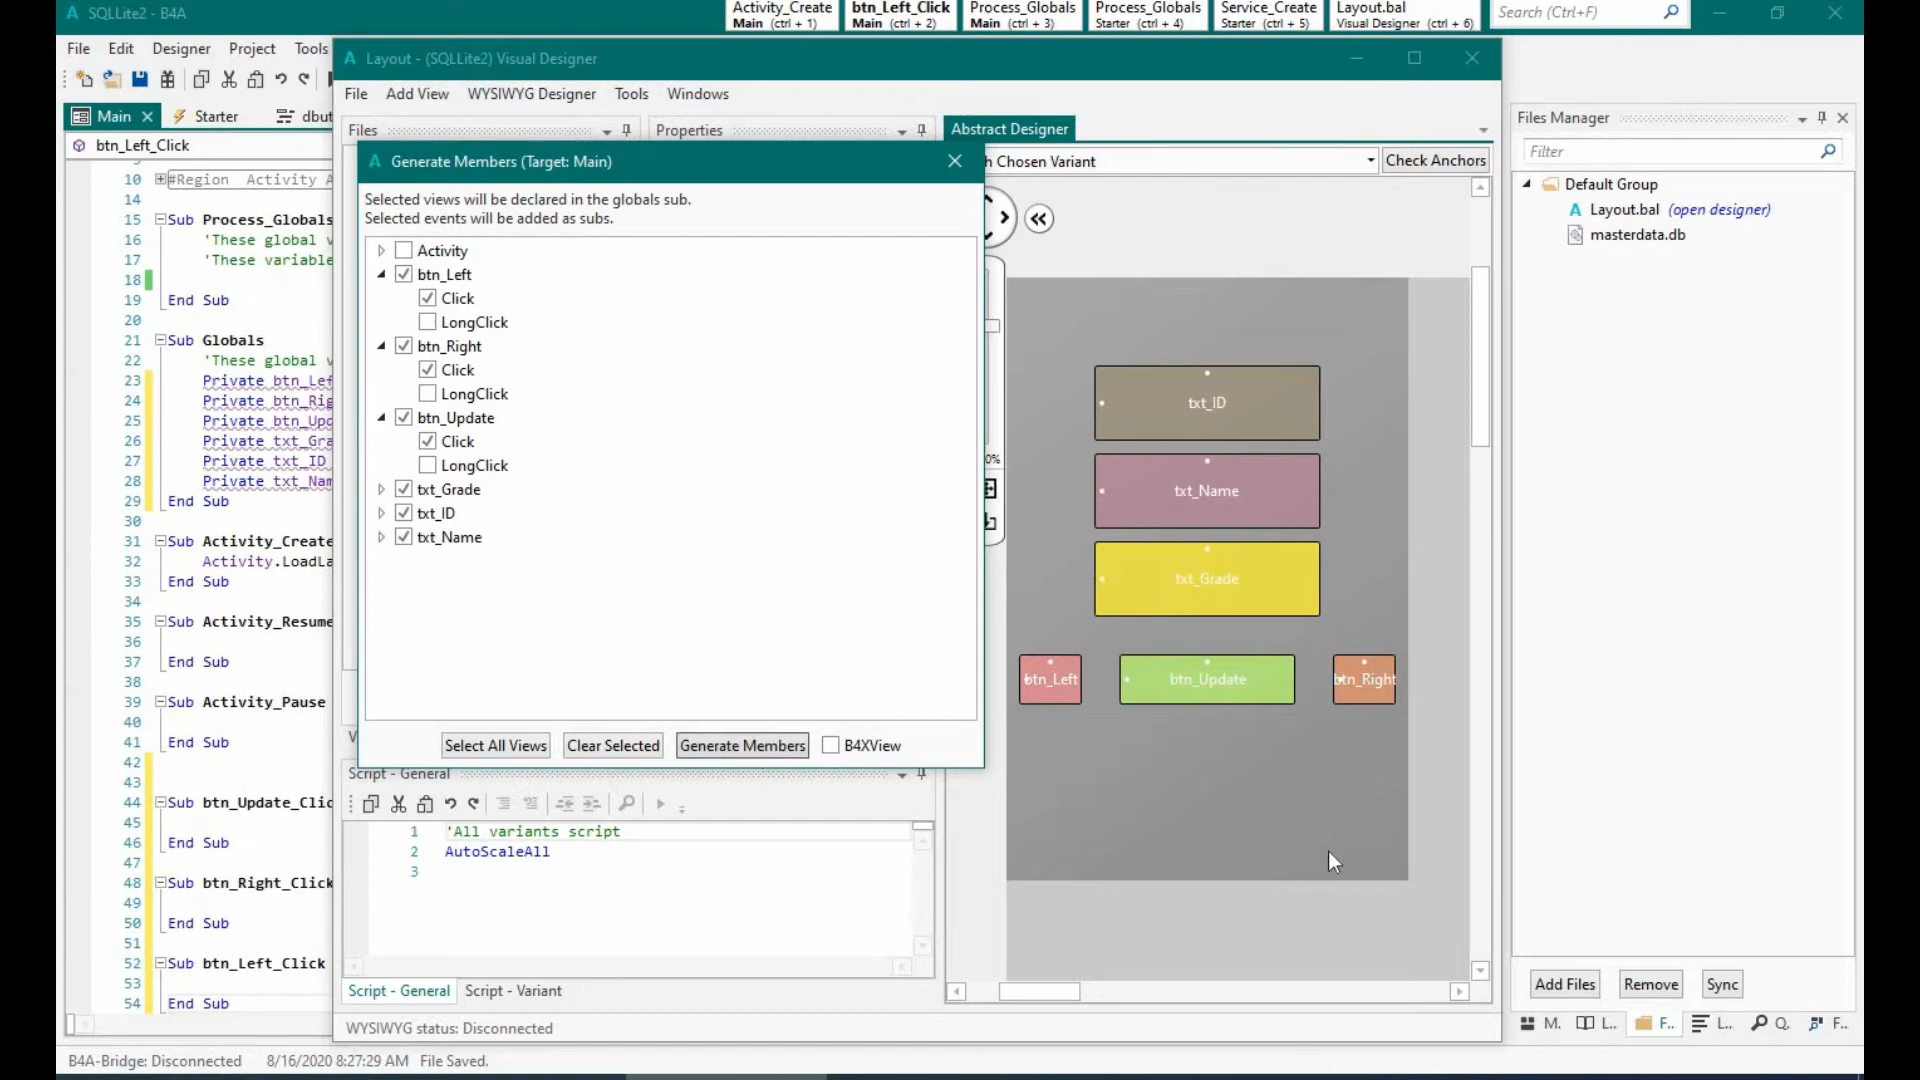 SQLLite2 - B4A
Activity_Create
Main (ctrl + 1)
btn_Left_Click
Main (ctrl + 2)
Process_Globals
Main (ctrl + 3)
Process_Globals
Starter (ctrl + 4)
Service_Create
Starter (ctrl + 5)
Layout.bal
Visual Designer (ctrl + 6)
Search (Ctrl+F)
File Edit Designer Project Tools
Main
Starter
dbut
btn_Left_Click
10 #Region Activity A
14
15 Sub Process_Globals
16 'These global v
17 'These variable
18
19 End Sub
20
21 Sub Globals
22 'These global v
23 Private btn_Lef
24 Private btn_Rig
25 Private btn_Upd
26 Private txt_Gra
27 Private txt_ID
28 Private txt_Nam
29 End Sub
30
31 Sub Activity_Create
32 Activity.LoadLa
33 End Sub
34
35 Sub Activity_Resume
36
37 End Sub
38
39 Sub Activity_Pause
40
41 End Sub
42
43
44 Sub btn_Update_Clic
45
46 End Sub
47
48 Sub btn_Right_Click
49
50 End Sub
51
52 Sub btn_Left_Click
53
54 End Sub
Layout - (SQLLite2) Visual Designer
File Add View WYSIWYG Designer Tools Windows
Files
Properties
Abstract Designer
h Chosen Variant
Check Anchors
Generate Members (Target: Main)
Selected views will be declared in the globals sub.
Selected events will be added as subs.
Activity
btn_Left
Click
LongClick
btn_Right
Click
LongClick
btn_Update
Click
LongClick
txt_Grade
txt_ID
txt_Name
Select All Views
Clear Selected
Generate Members
B4XView
0%
txt_ID
txt_Name
txt_Grade
btn_Left
btn_Update
btn_Right
V
Script - General
1 'All variants script
2 AutoScaleAll
3
Script - General
Script - Variant
WYSIWYG status: Disconnected
Files Manager
Filter
Default Group
Layout.bal (open designer)
masterdata.db
Add Files
Remove
Sync
M.
L..
F..
L..
Q.
F..
B4A-Bridge: Disconnected 8/16/2020 8:27:29 AM File Saved.